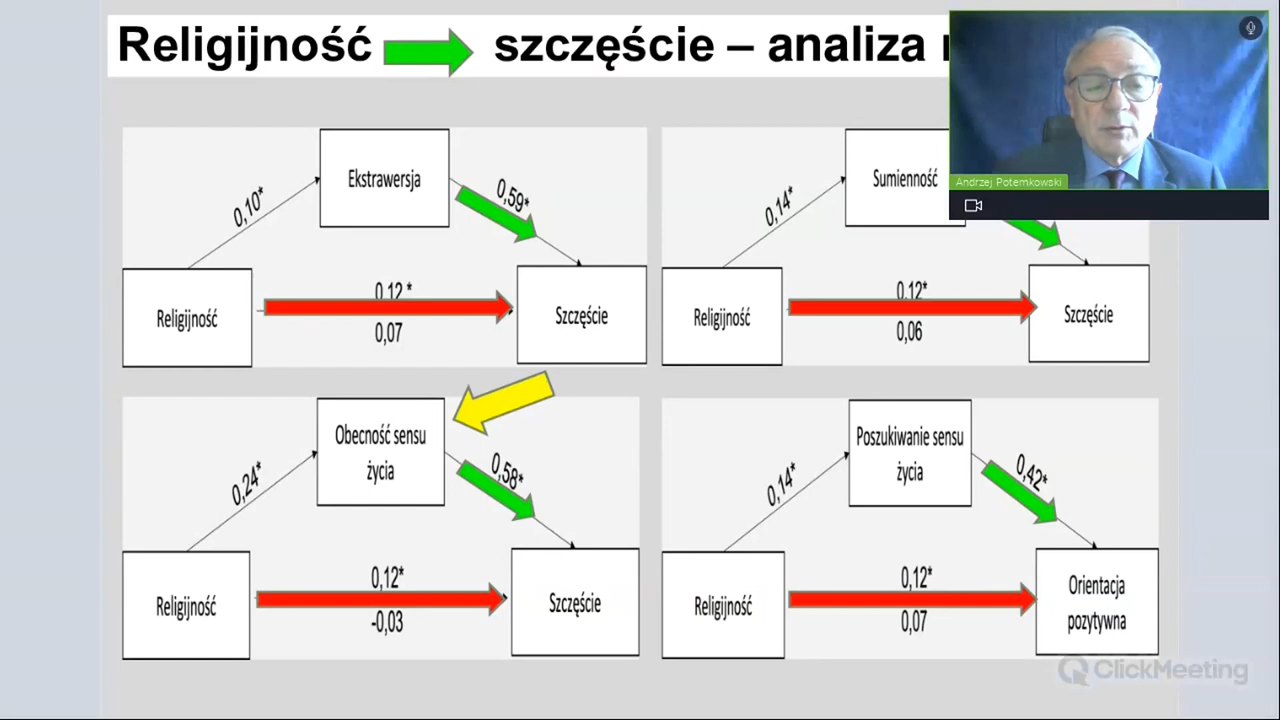 Religijność szczęście – analiza
Andrzej Potemkowski
Ekstrawersja
0,10*
0,59*
Religijność
0,12 *
0,07
Szczęście
Sumienność
0,14*
Religijność
0,12*
0,06
Szczęście
Obecność sensu
życia
0,24*
0,58*
Religijność
0,12*
-0,03
Szczęście
Poszukiwanie sensu
życia
0,14*
0,42*
Religijność
0,12*
0,07
Orientacja
pozytywna
ClickMeeting